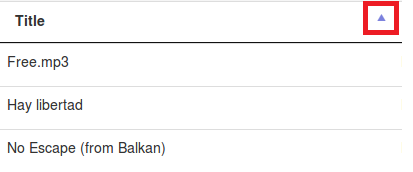 Title
Free.mp3
Hay libertad
No Escape (from Balkan)